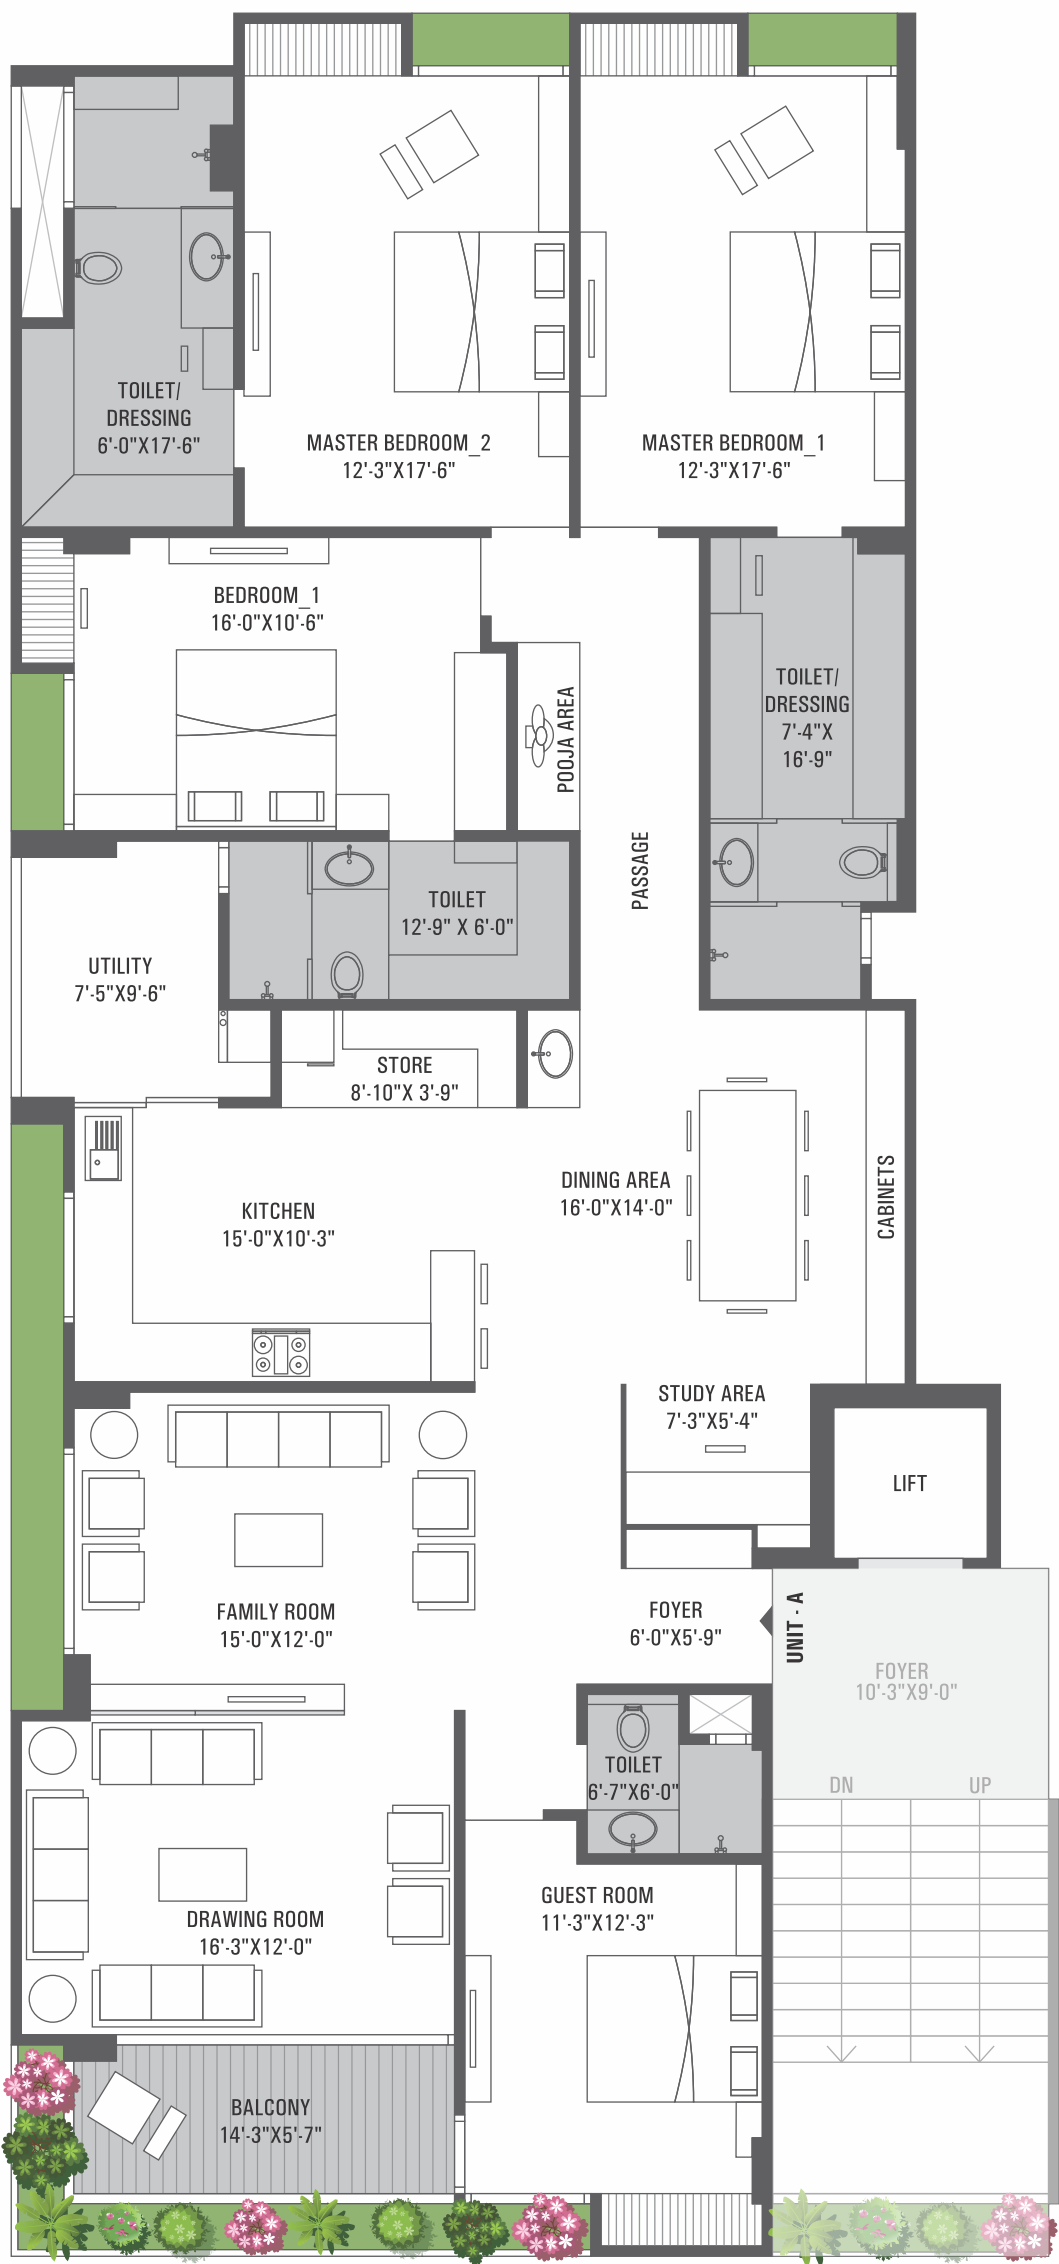 TOILET/
DRESSING
6'-0"X17'-6"
MASTER BEDROOM_2
12'-3"X17'-6"
MASTER BEDROOM_1
12'-3"X17'-6"
BEDROOM_1
16'-0"X10'-6"
POOJA AREA
TOILET/
DRESSING
7'-4"X
16'-9"
PASSAGE
TOILET
12'-9" X 6'-0"
UTILITY
7'-5"X9'-6"
STORE
8'-10"X 3'-9"
DINING AREA
16'-0"X14'-0"
CABINETS
KITCHEN
15'-0"X10'-3"
STUDY AREA
7'-3"X5'-4"
LIFT
FAMILY ROOM
15'-0"X12'-0"
FOYER
6'-0"X5'-9"
UNIT - A
FOYER
10'-3"X9'-0"
TOILET
6'-7"X6'-0"
DN
UP
GUEST ROOM
11'-3"X12'-3"
DRAWING ROOM
16'-3"X12'-0"
BALCONY
14'-3"X5'-7"